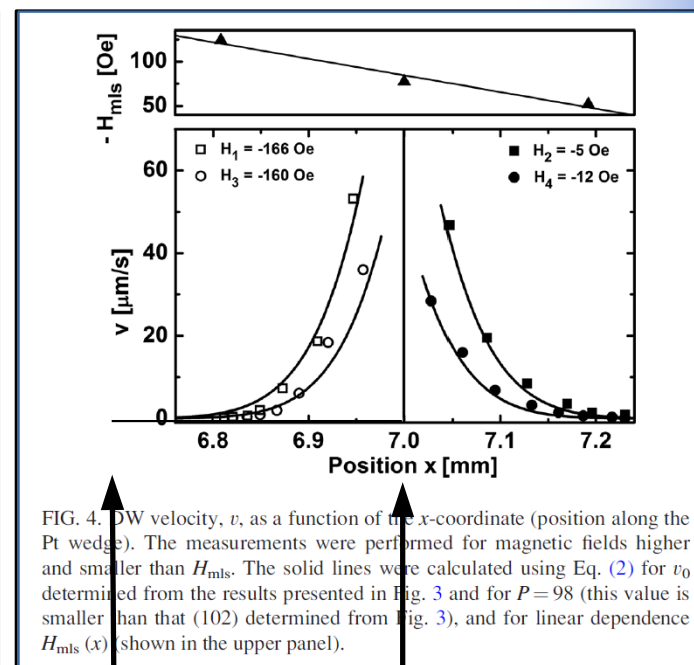 - H_mls [Oe]
100
50
H_1 = -166 Oe
H_3 = -160 Oe
H_2 = -5 Oe
H_4 = -12 Oe
v [μm/s]
60
40
20
0
6.8 6.9 7.0 7.1 7.2
Position x [mm]
FIG. 4. DW velocity, v, as a function of the x-coordinate (position along the
Pt wedge). The measurements were performed for magnetic fields higher
and smaller than H_mls. The solid lines were calculated using Eq. (2) for v_0
determined from the results presented in Fig. 3 and for P = 98 (this value is
smaller than that (102) determined from Fig. 3), and for linear dependence
H_mls (x) (shown in the upper panel).